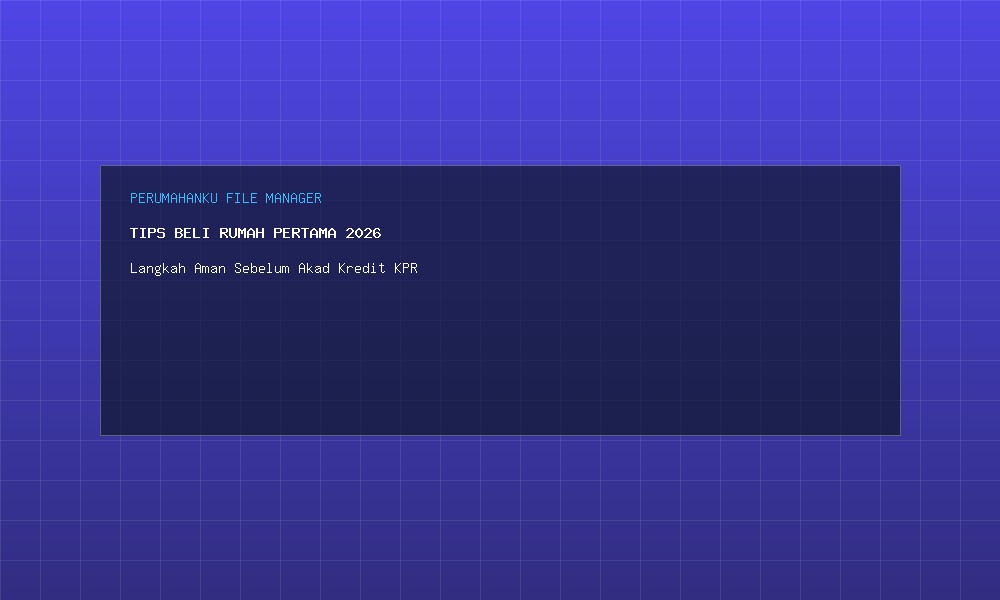 PERUMAHANKU FILE MANAGER
TIPS BELI RUMAH PERTAMA 2026
Langkah Aman Sebelum Akad Kredit KPR